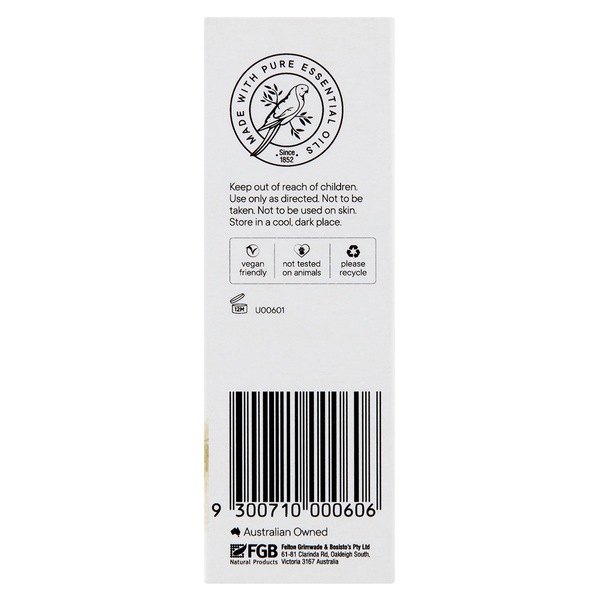 MADE WITH PURE ESSENTIAL OILS
Since
1852
Keep out of reach of children.
Use only as directed. Not to be
taken. Not to be used on skin.
Store in a cool, dark place.
vegan
friendly
not tested
on animals
please
recycle
12M
U00601
9 300710 000606
Australian Owned
FGB
Natural Products
Felton Grimwade & Bosisto's Pty Ltd
61-81 Clarinda Rd, Oakleigh South,
Victoria 3167 Australia